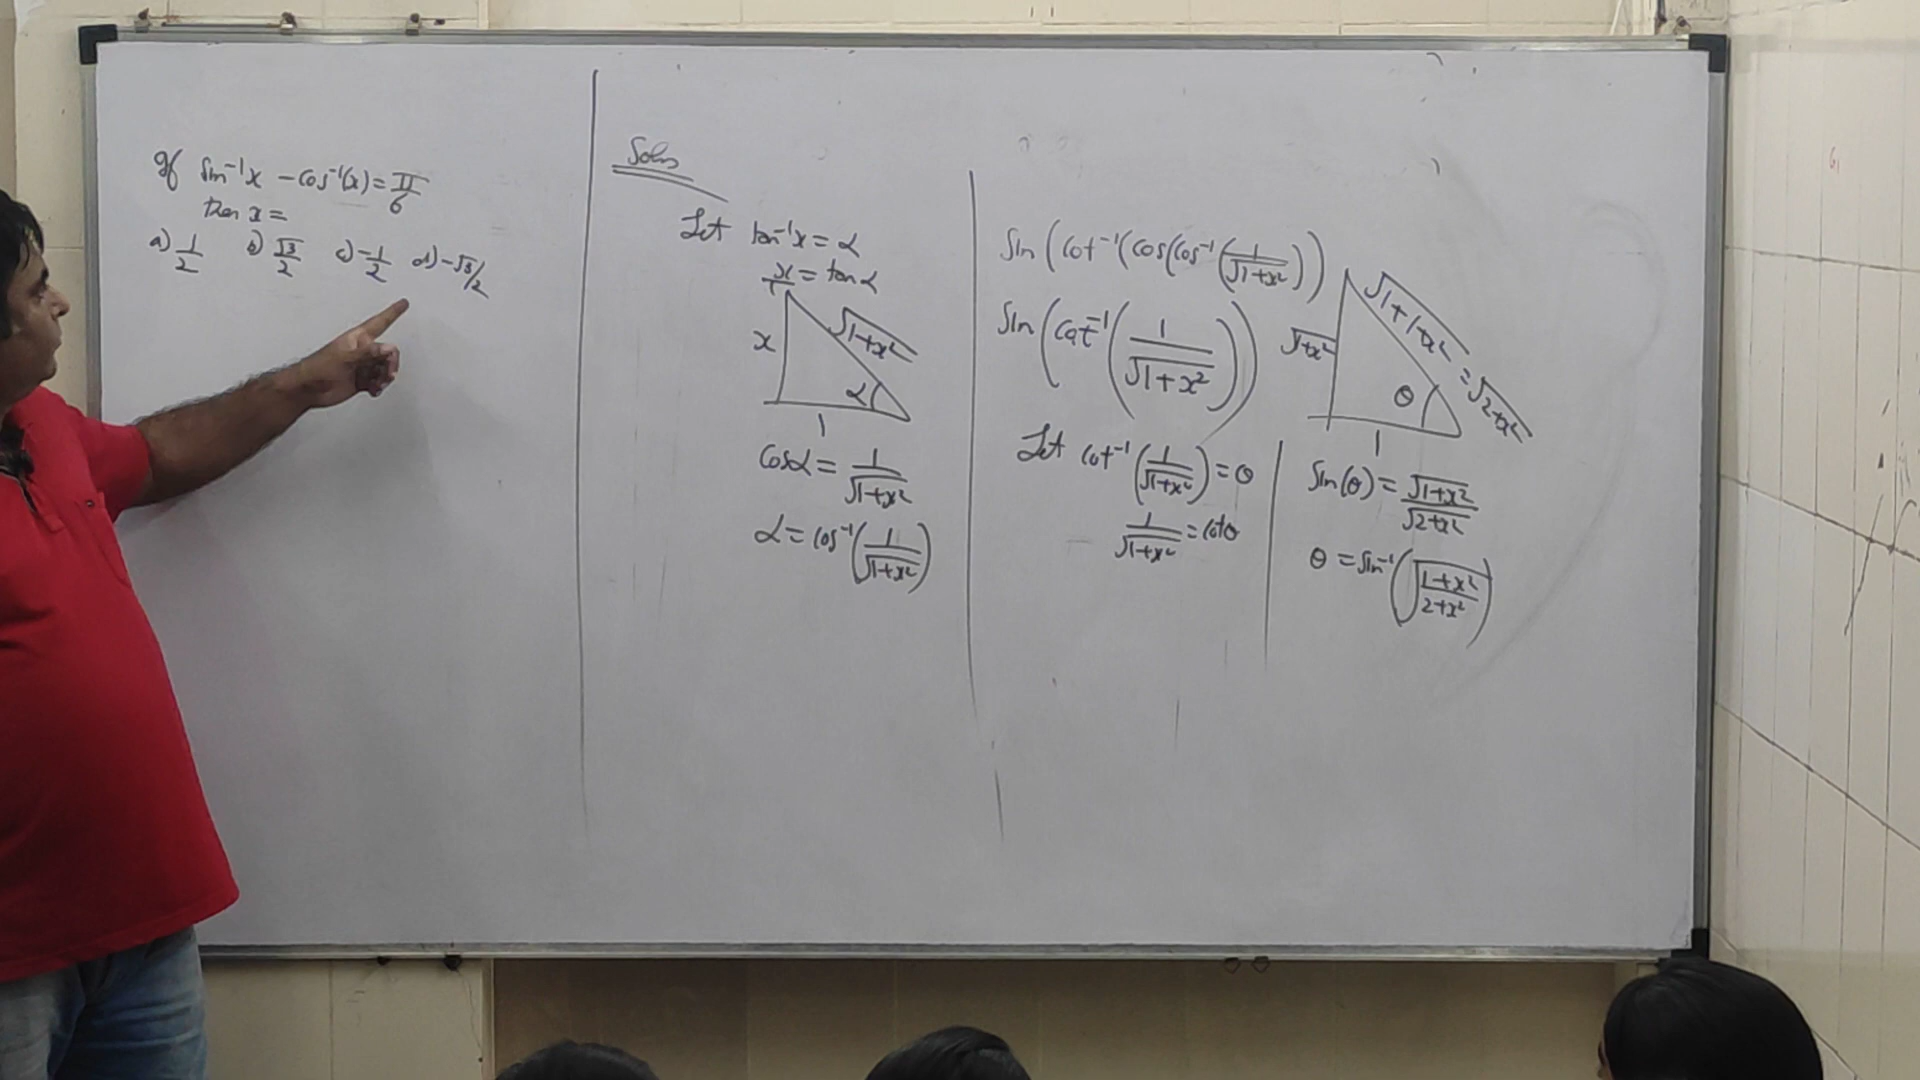 If sin⁻¹x - cos⁻¹(x) = π/6
then x =
a) 1/2 b) √3/2 c) -1/2 d) -√3/2
Soln
Let tan⁻¹x = α
x/1 = tanα
x
√1+x²
α
1
cosα = 1/√1+x²
α = cos⁻¹(1/√1+x²)
Sin(cot⁻¹(cos(cos⁻¹(1/√1+x²))
Sin(cot⁻¹(1/√1+x²))
Let cot⁻¹(1/√1+x²) = θ
1/√1+x² = cotθ
√1+x²
√1+1+x² = √2+x²
θ
1
Sin(θ) = √1+x²/√2+x²
θ = sin⁻¹(√(1+x²/2+x²))